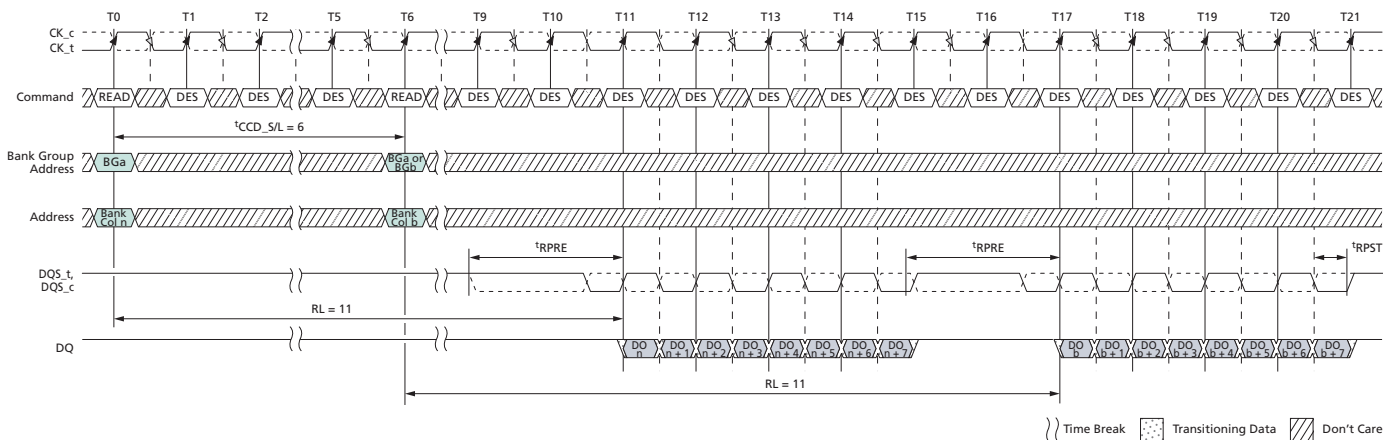 T0 T1 T2 T5 T6 T9 T10 T11 T12 T13 T14 T15 T16 T17 T18 T19 T20 T21
CK_c
CK_t
Command READ DES DES DES READ DES DES DES DES DES DES DES DES DES DES DES DES DES
tCCD_S/L = 6
Bank Group
Address
BGa
BGa or
BGb
Address
Bank
Col n
Bank
Col b
tRPRE tRPRE tRPST
DQS_t,
DQS_c
RL = 11
DQ
DO
n
DO
n + 1
DO
n + 2
DO
n + 3
DO
n + 4
DO
n + 5
DO
n + 6
DO
n + 7
DO
b
DO
b + 1
DO
b + 2
DO
b + 3
DO
b + 4
DO
b + 5
DO
b + 6
DO
b + 7
RL = 11
Time Break Transitioning Data Don't Care